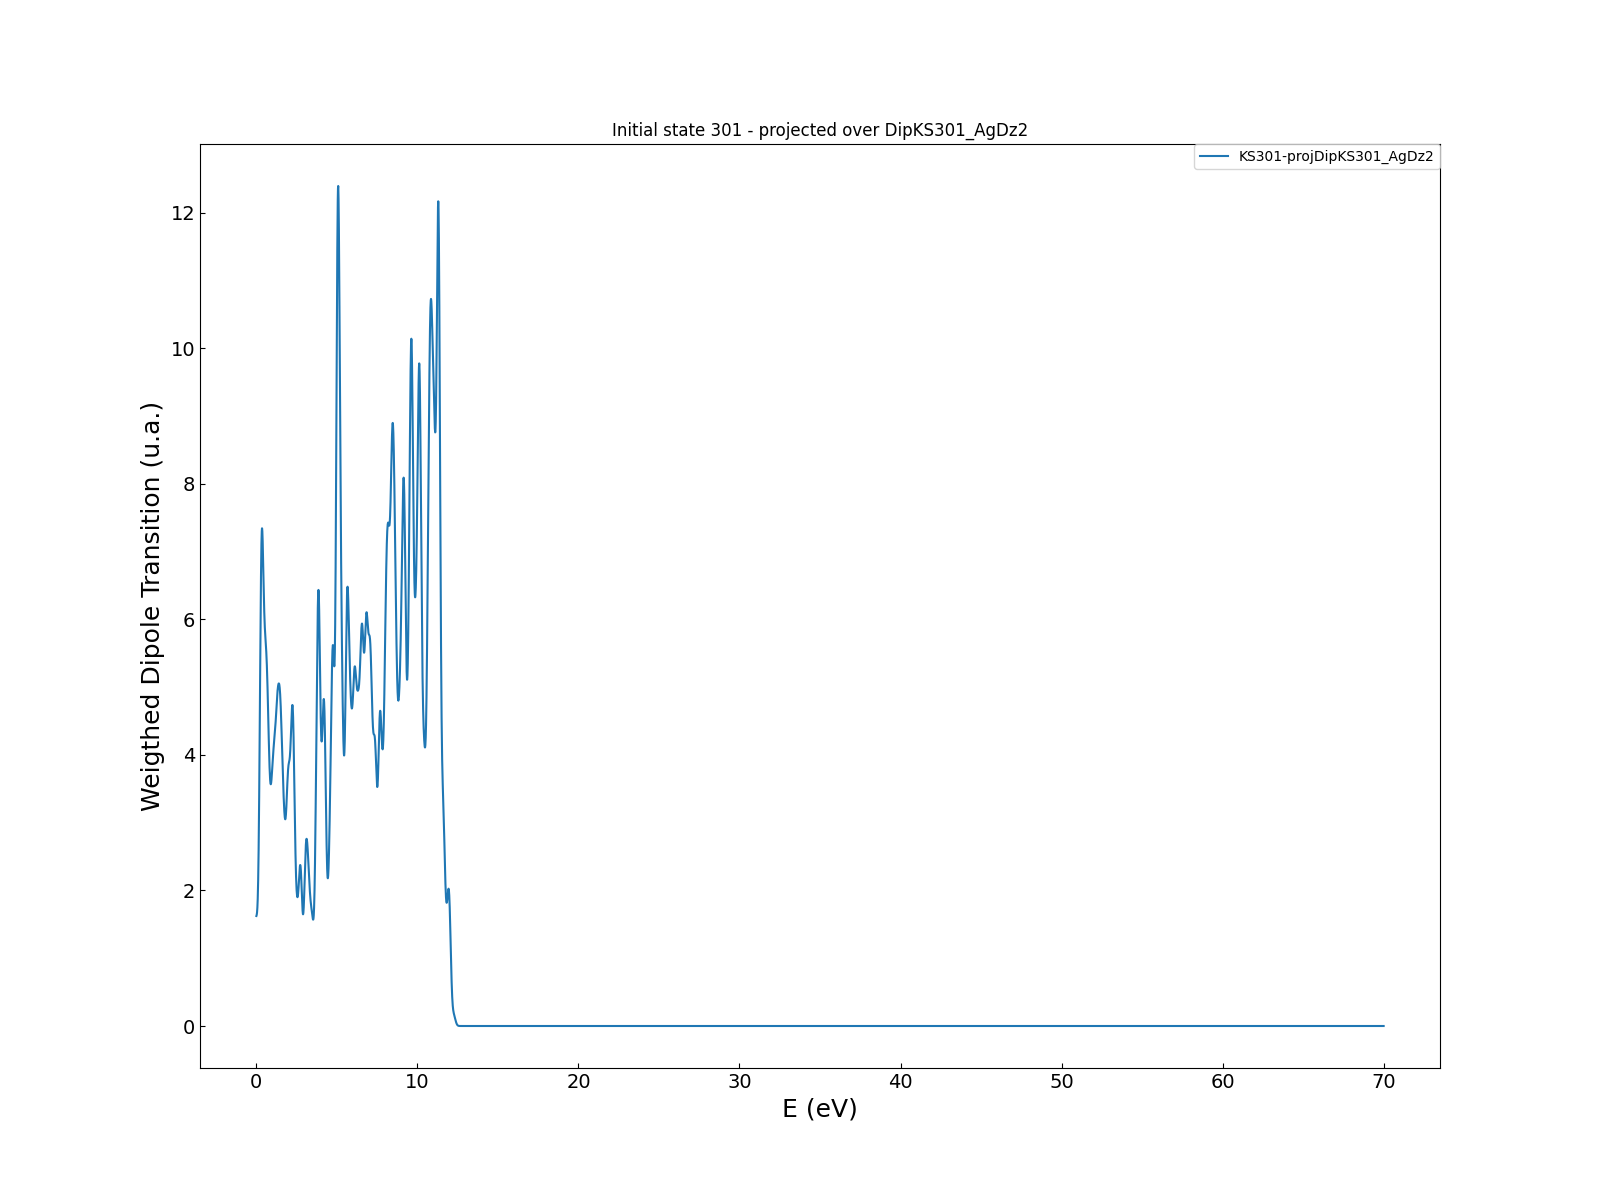 Initial state 301 - projected over DipKS301_AgDz2
KS301-projDipKS301_AgDz2
Weigthed Dipole Transition (u.a.)
12
10
8
6
4
2
0
0 10 20 30 40 50 60 70
E (eV)